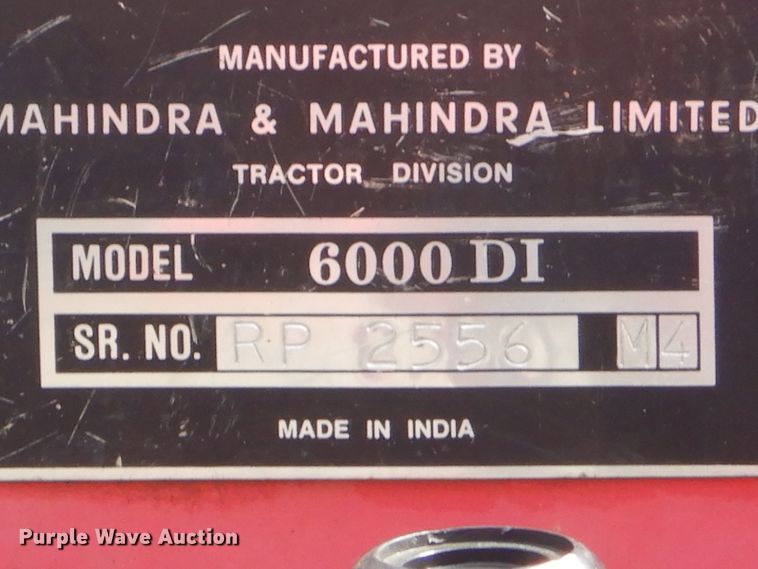 MANUFACTURED BY
MAHINDRA & MAHINDRA LIMITED
TRACTOR DIVISION
MODEL 6000 DI
SR. NO. RP 2556 M4
MADE IN INDIA
Purple Wave Auction